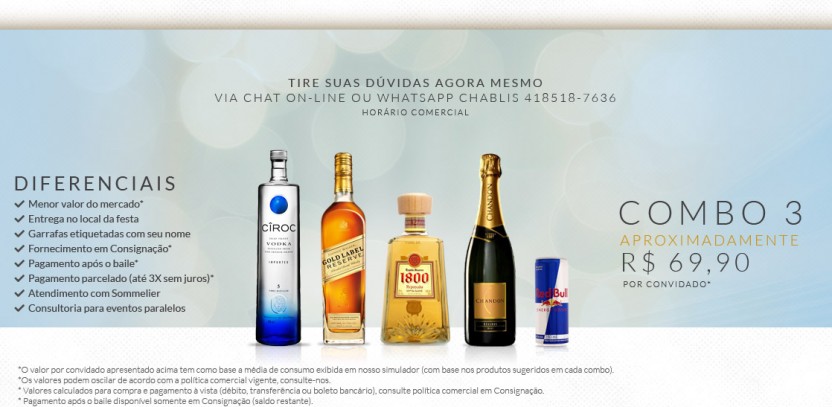 TIRE SUAS DÚVIDAS AGORA MESMO
VIA CHAT ON-LINE OU WHATSAPP CHABLIS 418518-7636
HORÁRIO COMERCIAL
DIFERENCIAIS
Menor valor do mercado*
Entrega no local da festa
Garrafas etiquetadas com seu nome
Fornecimento em Consignação*
Pagamento após o baile*
Pagamento parcelado (até 3X sem juros)*
Atendimento com Sommelier
Consultoria para eventos paralelos
CÎROC
VODKA
GOLD LABEL
RESERVE
1800
CHANDON
Red Bull
COMBO 3
APROXIMADAMENTE
R$ 69,90
POR CONVIDADO*
*O valor por convidado apresentado acima tem como base a média de consumo exibida em nosso simulador (com base nos produtos sugeridos em cada combo).
*Os valores podem oscilar de acordo com a política comercial vigente, consulte-nos.
* Valores calculados para compra e pagamento à vista (débito, transferência ou boleto bancário), consulte política comercial em Consignação.
* Pagamento após o baile disponível somente em Consignação (saldo restante).